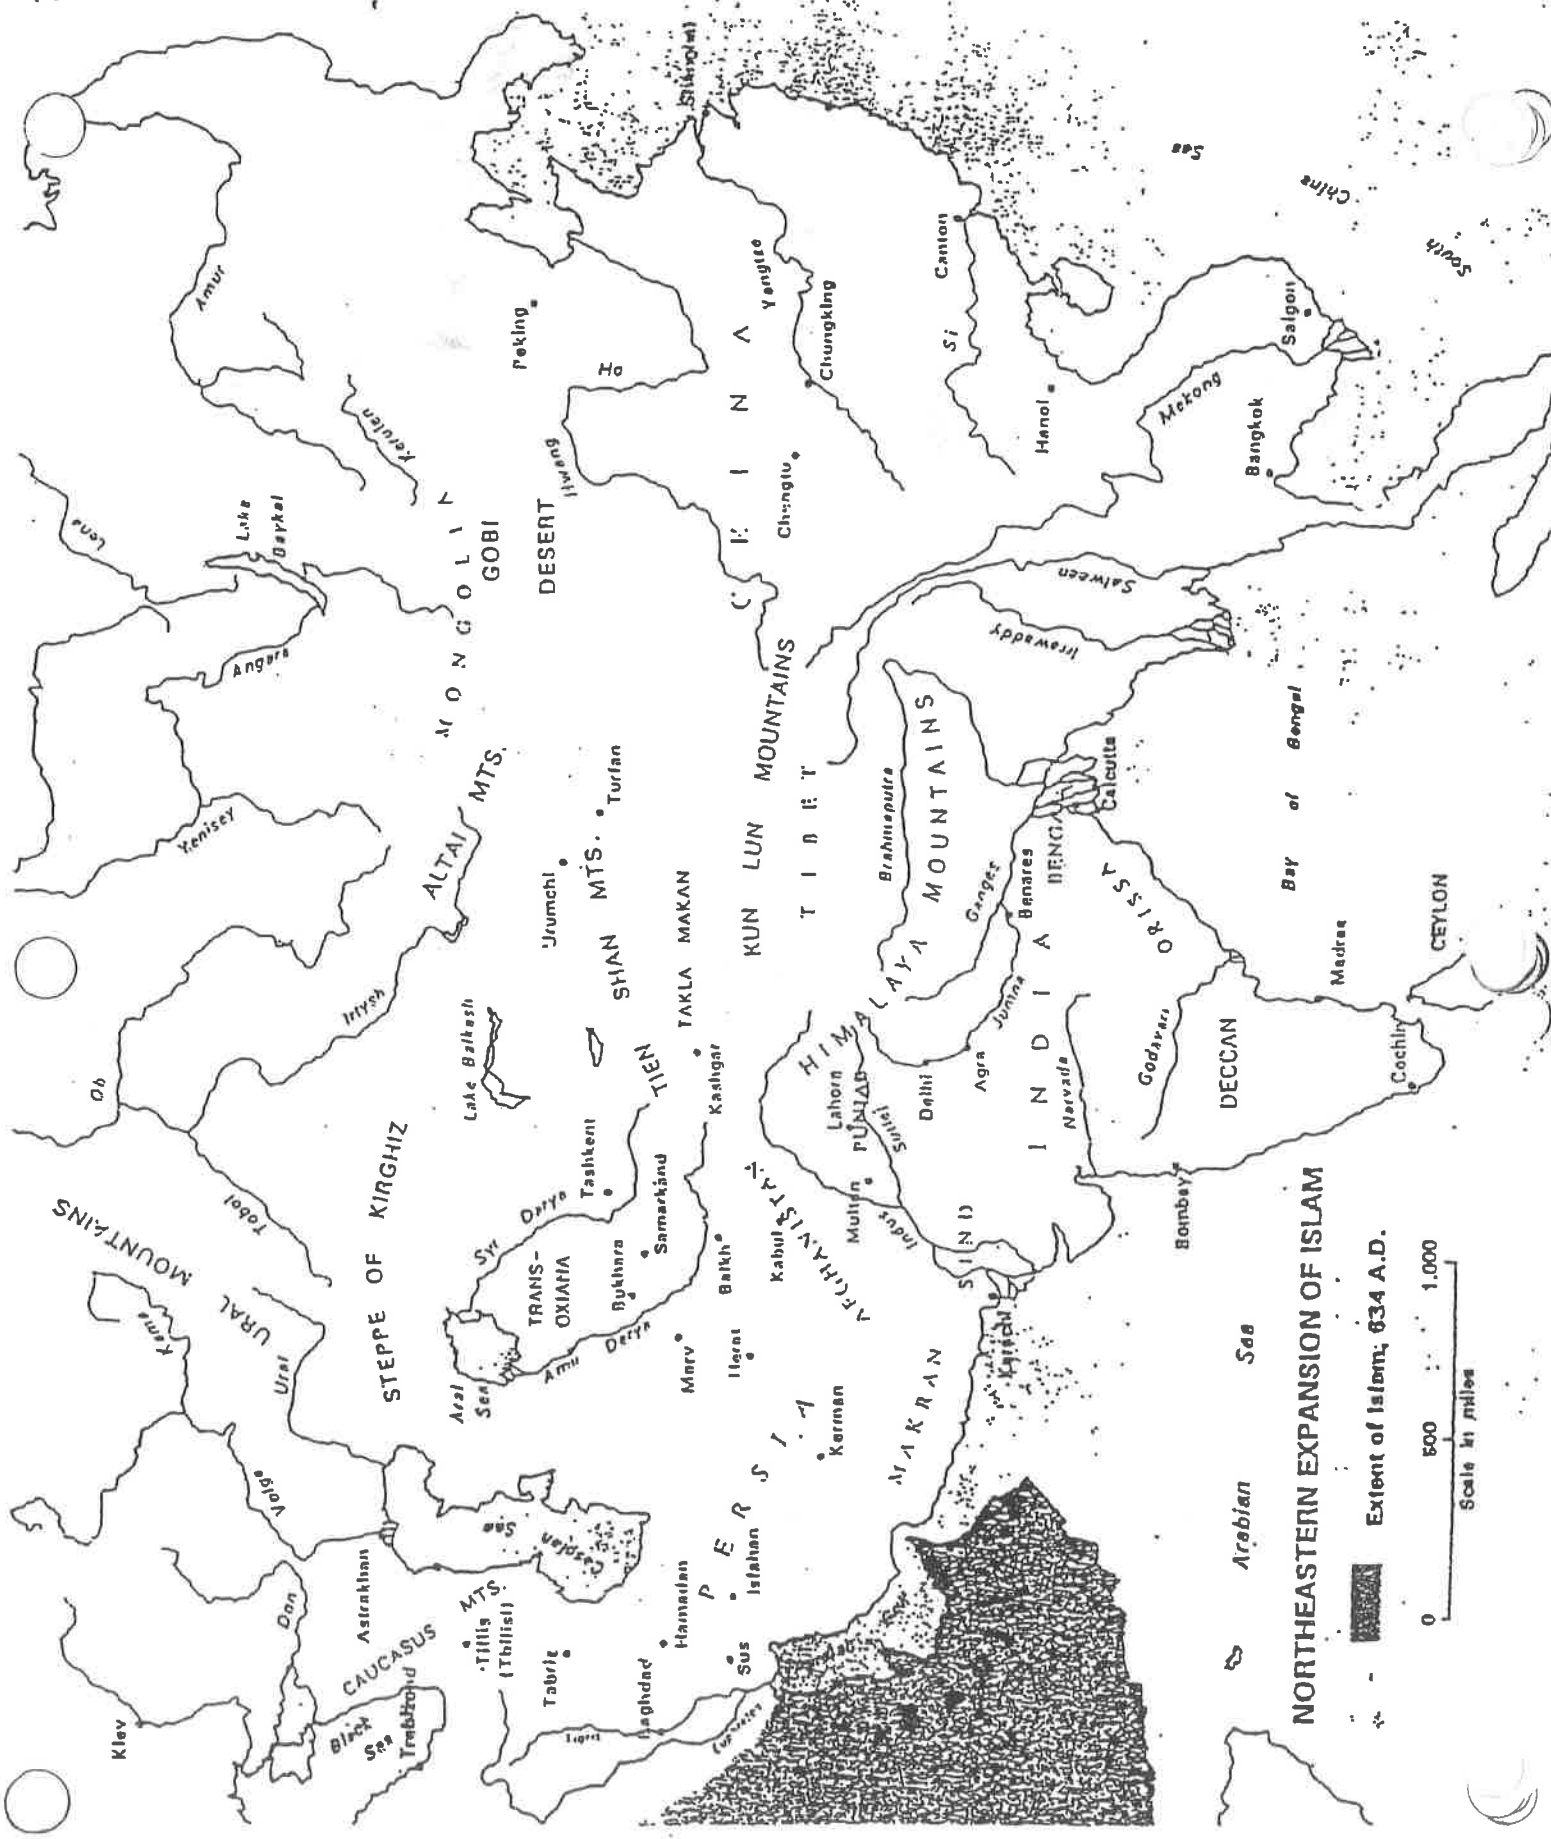 Kiev
Don
Volga
Kama
URAL
MOUNTAINS
Ural
Tobol
Ob
Irtysh
Yenisey
Angara
Lena
Lake
Baykal
Amur
Kerulen
Astrakhan
Black
Sea
CAUCASUS
MTS.
Tiflis
(Tbilisi)
Caspian
Sea
STEPPE OF KIRGHIZ
Aral
Sea
Syr Darya
Lake Balkash
ALTAI MTS.
MONGOLI
GOBI
DESERT
Peking
Hwang
Ho
TRANS-
OXIANA
Tashkent
Bukhara
Samarkand
Amu Darya
TIEN SHAN MTS.
Urumchi
Turfan
TAKLA MAKAN
Kashgar
KUN LUN MOUNTAINS
TIBET
CHINA
Chengtu
Chungking
Yangtze
Si
Canton
Hanoi
Tabriz
Tigris
Baghdad
Euphrates
Hamadan
Sus
Isfahan
PERSIA
Kerman
Merv
Herat
Balkh
Kabul
AFGHANISTAN
MAKRAN
Karachi
SIND
Indus
Multan
Lahore
PUNJAB
Sutlej
HIMALAYA MOUNTAINS
Delhi
Agra
Jumna
Ganges
Benares
Brahmaputra
BENGA
Calcutta
INDIA
ORISSA
Narvada
Godavari
DECCAN
Bombay
Cochin
Madras
CEYLON
Bay of Bengal
Irrawaddy
Salween
Mekong
Bangkok
Saigon
South
China
Sea
Arabian Sea
NORTHEASTERN EXPANSION OF ISLAM
Extent of Islam; 634 A.D.
0 500 1,000
Scale in miles